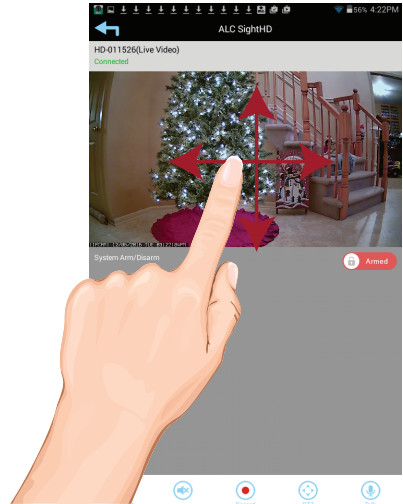 56% 4:22PM
ALC SightHD
HD-011526(Live Video)
Connected
System Arm/Disarm
Armed